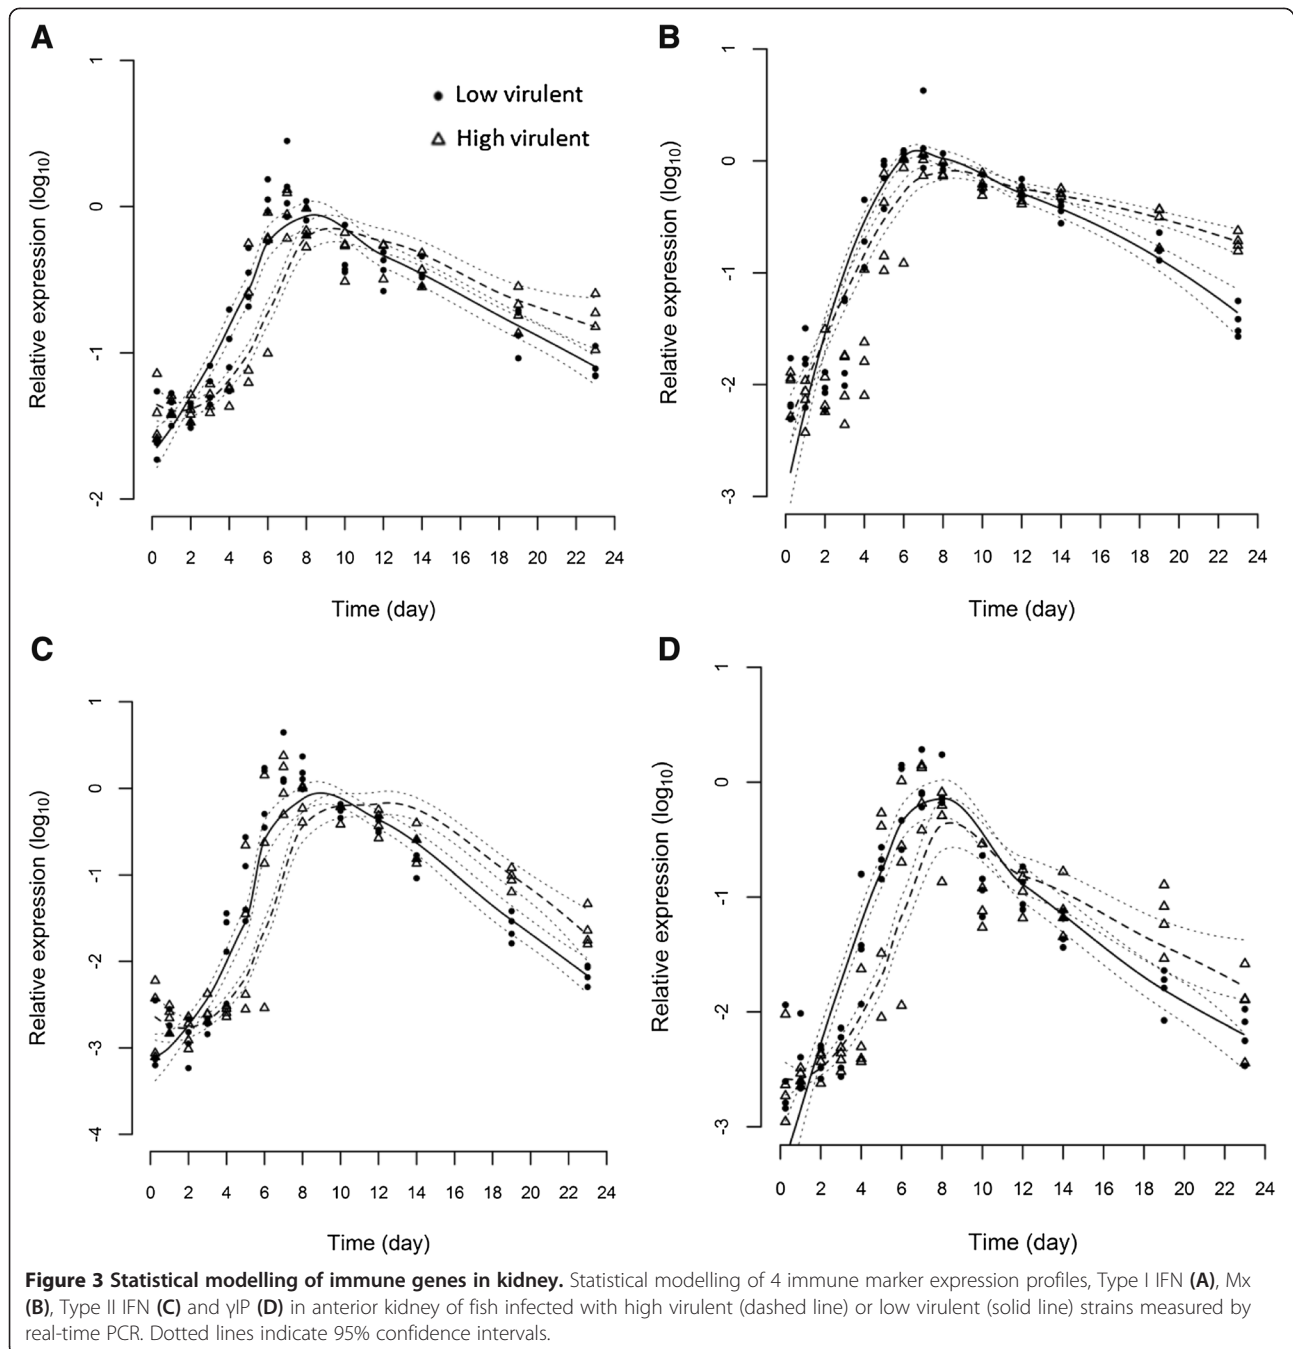 A
1
0
-1
-2
Relative expression (log10)
Low virulent
High virulent
0 2 4 6 8 10 12 14 16 18 20 22 24
Time (day)
B
1
0
-1
-2
-3
Relative expression (log10)
0 2 4 6 8 10 12 14 16 18 20 22 24
Time (day)
C
1
0
-1
-2
-3
-4
Relative expression (log10)
0 2 4 6 8 10 12 14 16 18 20 22 24
Time (day)
D
1
0
-1
-2
-3
Relative expression (log10)
0 2 4 6 8 10 12 14 16 18 20 22 24
Time (day)
Figure 3 Statistical modelling of immune genes in kidney. Statistical modelling of 4 immune marker expression profiles, Type I IFN (A), Mx
(B), Type II IFN (C) and γIP (D) in anterior kidney of fish infected with high virulent (dashed line) or low virulent (solid line) strains measured by
real-time PCR. Dotted lines indicate 95% confidence intervals.